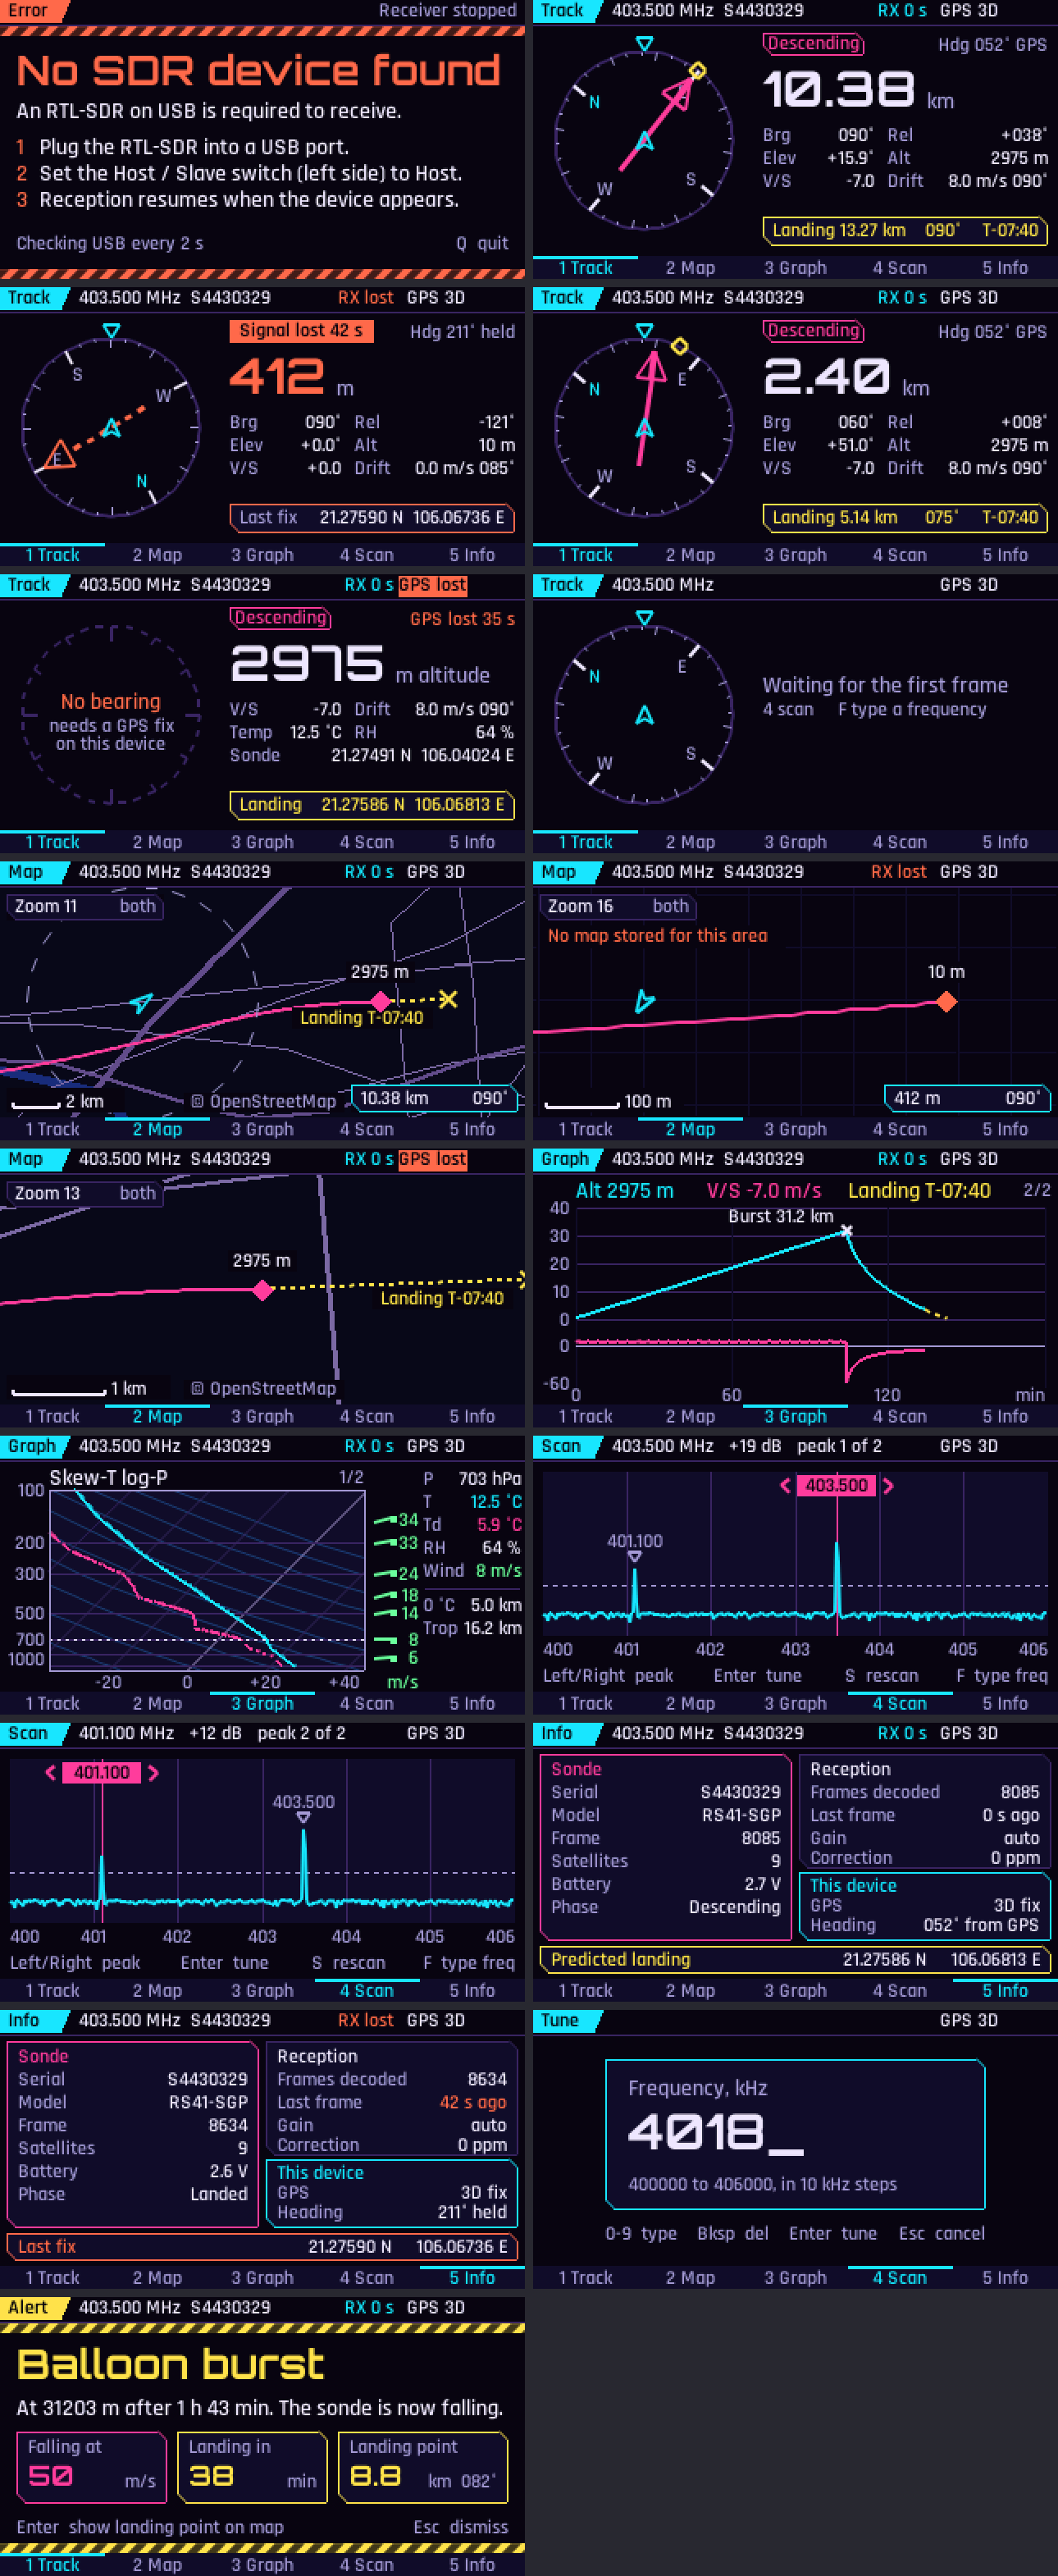 Error Receiver stopped
No SDR device found
An RTL-SDR on USB is required to receive.
1 Plug the RTL-SDR into a USB port.
2 Set the Host / Slave switch (left side) to Host.
3 Reception resumes when the device appears.
Checking USB every 2 s Q quit
Track 403.500 MHz S4430329 RX 0 s GPS 3D
Descending Hdg 052° GPS
10.38 km
N W S
Brg 090° Rel +038°
Elev +15.9° Alt 2975 m
V/S -7.0 Drift 8.0 m/s 090°
Landing 13.27 km 090° T-07:40
1 Track 2 Map 3 Graph 4 Scan 5 Info
Track 403.500 MHz S4430329 RX lost GPS 3D
Signal lost 42 s Hdg 211° held
412 m
S W E N
Brg 090° Rel -121°
Elev +0.0° Alt 10 m
V/S +0.0 Drift 0.0 m/s 085°
Last fix 21.27590 N 106.06736 E
1 Track 2 Map 3 Graph 4 Scan 5 Info
Track 403.500 MHz S4430329 RX 0 s GPS 3D
Descending Hdg 052° GPS
2.40 km
N E W S
Brg 060° Rel +008°
Elev +51.0° Alt 2975 m
V/S -7.0 Drift 8.0 m/s 090°
Landing 5.14 km 075° T-07:40
1 Track 2 Map 3 Graph 4 Scan 5 Info
Track 403.500 MHz S4430329 RX 0 s GPS lost
Descending GPS lost 35 s
2975 m altitude
No bearing
needs a GPS fix
on this device
V/S -7.0 Drift 8.0 m/s 090°
Temp 12.5 °C RH 64 %
Sonde 21.27491 N 106.04024 E
Landing 21.27586 N 106.06813 E
1 Track 2 Map 3 Graph 4 Scan 5 Info
Track 403.500 MHz GPS 3D
N E W S
Waiting for the first frame
4 scan F type a frequency
1 Track 2 Map 3 Graph 4 Scan 5 Info
Map 403.500 MHz S4430329 RX 0 s GPS 3D
Zoom 11 both
2975 m
Landing T-07:40
2 km © OpenStreetMap 10.38 km 090°
1 Track 2 Map 3 Graph 4 Scan 5 Info
Map 403.500 MHz S4430329 RX lost GPS 3D
Zoom 16 both
No map stored for this area
10 m
100 m 412 m 090°
1 Track 2 Map 3 Graph 4 Scan 5 Info
Map 403.500 MHz S4430329 RX 0 s GPS lost
Zoom 13 both
2975 m
Landing T-07:40
1 km © OpenStreetMap
1 Track 2 Map 3 Graph 4 Scan 5 Info
Graph 403.500 MHz S4430329 RX 0 s GPS 3D
Alt 2975 m V/S -7.0 m/s Landing T-07:40 2/2
40
Burst 31.2 km
30
20
10
0
0
-60
0 60 120 min
1 Track 2 Map 3 Graph 4 Scan 5 Info
Graph 403.500 MHz S4430329 RX 0 s GPS 3D
Skew-T log-P 1/2
100
200
300
500
700
1000
-20 0 +20 +40
34
33
24
18
14
8
6
m/s
P 703 hPa
T 12.5 °C
Td 5.9 °C
RH 64 %
Wind 8 m/s
0 °C 5.0 km
Trop 16.2 km
1 Track 2 Map 3 Graph 4 Scan 5 Info
Scan 403.500 MHz +19 dB peak 1 of 2 GPS 3D
403.500
401.100
400 401 402 403 404 405 406
Left/Right peak Enter tune S rescan F type freq
1 Track 2 Map 3 Graph 4 Scan 5 Info
Scan 401.100 MHz +12 dB peak 2 of 2 GPS 3D
401.100
403.500
400 401 402 403 404 405 406
Left/Right peak Enter tune S rescan F type freq
1 Track 2 Map 3 Graph 4 Scan 5 Info
Info 403.500 MHz S4430329 RX 0 s GPS 3D
Sonde
Serial S4430329
Model RS41-SGP
Frame 8085
Satellites 9
Battery 2.7 V
Phase Descending
Reception
Frames decoded 8085
Last frame 0 s ago
Gain auto
Correction 0 ppm
This device
GPS 3D fix
Heading 052° from GPS
Predicted landing 21.27586 N 106.06813 E
1 Track 2 Map 3 Graph 4 Scan 5 Info
Info 403.500 MHz S4430329 RX lost GPS 3D
Sonde
Serial S4430329
Model RS41-SGP
Frame 8634
Satellites 9
Battery 2.6 V
Phase Landed
Reception
Frames decoded 8634
Last frame 42 s ago
Gain auto
Correction 0 ppm
This device
GPS 3D fix
Heading 211° held
Last fix 21.27590 N 106.06736 E
1 Track 2 Map 3 Graph 4 Scan 5 Info
Tune GPS 3D
Frequency, kHz
4018_
400000 to 406000, in 10 kHz steps
0-9 type Bksp del Enter tune Esc cancel
1 Track 2 Map 3 Graph 4 Scan 5 Info
Alert 403.500 MHz S4430329 RX 0 s GPS 3D
Balloon burst
At 31203 m after 1 h 43 min. The sonde is now falling.
Falling at
50 m/s
Landing in
38 min
Landing point
8.8 km 082°
Enter show landing point on map Esc dismiss
1 Track 2 Map 3 Graph 4 Scan 5 Info